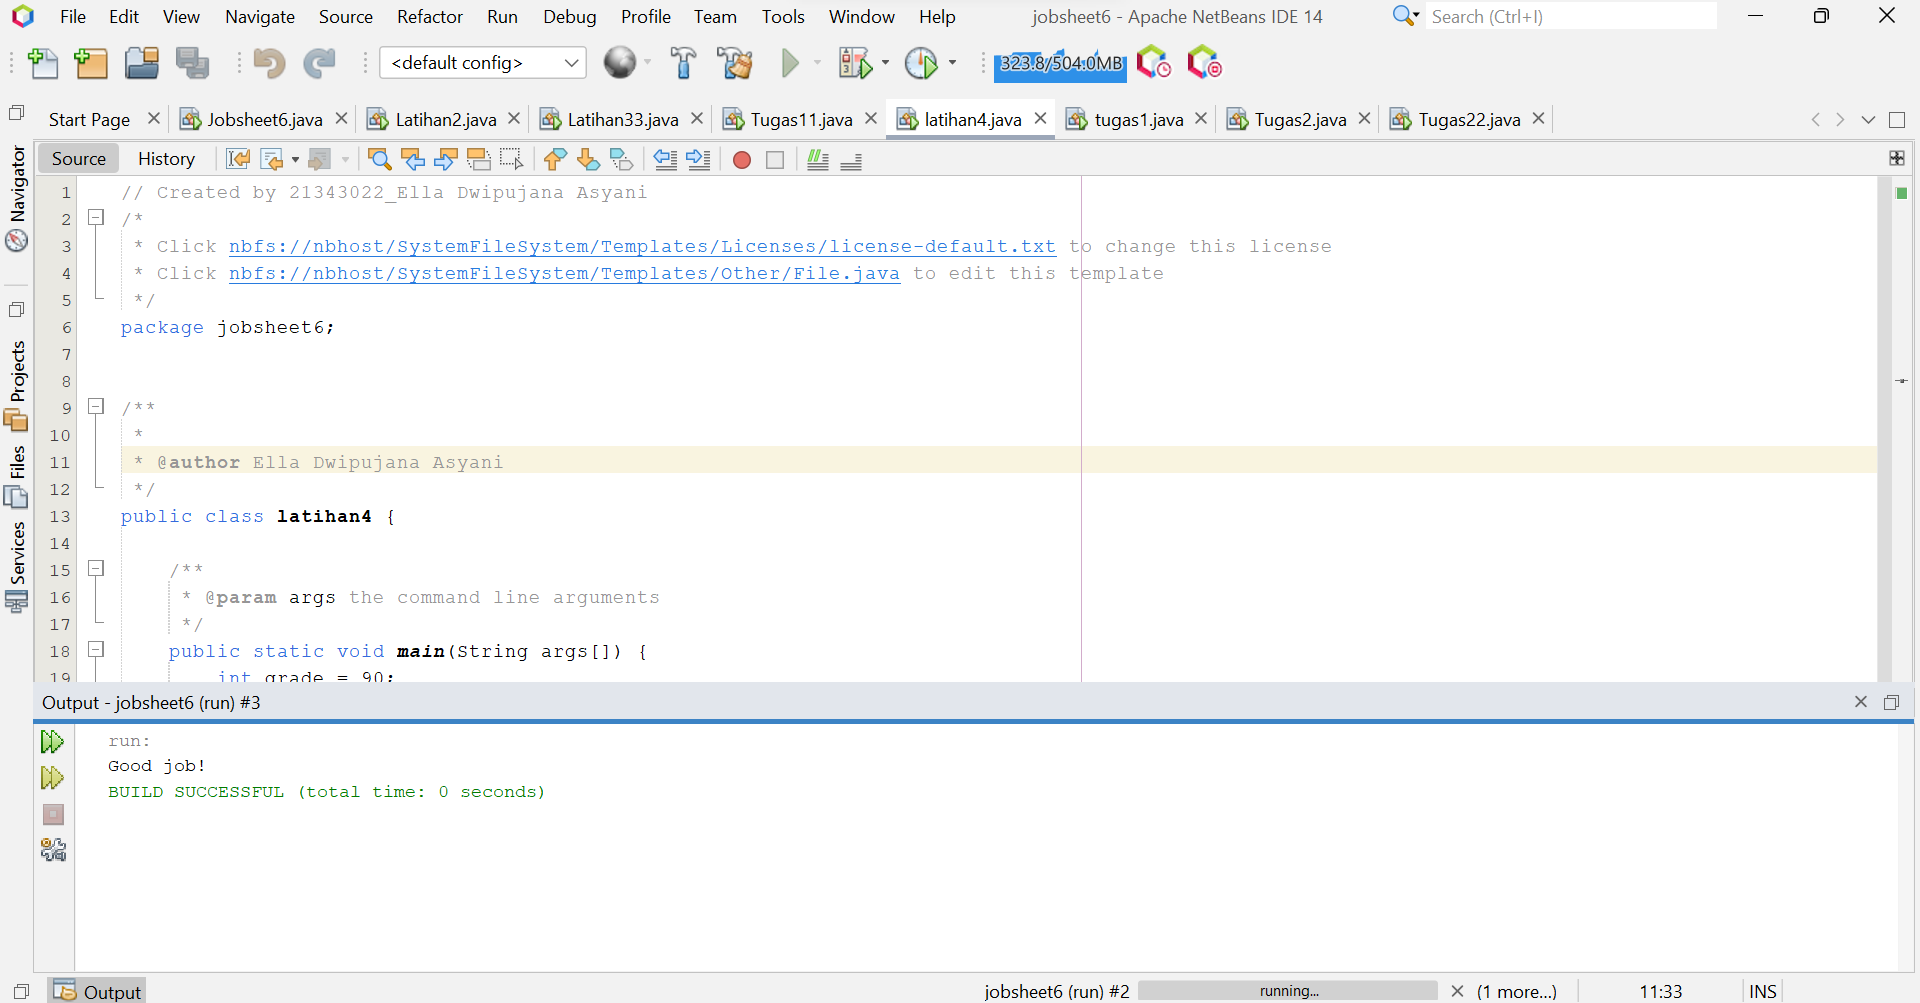 File Edit View Navigate Source Refactor Run Debug Profile Team Tools Window Help jobsheet6 - Apache NetBeans IDE 14 Search (Ctrl+I)
<default config> 323.8/504.0MB
Start Page Jobsheet6.java Latihan2.java Latihan33.java Tugas11.java latihan4.java tugas1.java Tugas2.java Tugas22.java
Source History
Navigator
Projects
Files
Services
1 // Created by 21343022_Ella Dwipujana Asyani
2 /*
3 * Click nbfs://nbhost/SystemFileSystem/Templates/Licenses/license-default.txt to change this license
4 * Click nbfs://nbhost/SystemFileSystem/Templates/Other/File.java to edit this template
5 */
6 package jobsheet6;
7
8
9 /**
10 *
11 * @author Ella Dwipujana Asyani
12 */
13 public class latihan4 {
14
15 /**
16 * @param args the command line arguments
17 */
18 public static void main(String args[]) {
19 int grade = 90;
Output - jobsheet6 (run) #3
run:
Good job!
BUILD SUCCESSFUL (total time: 0 seconds)
Output jobsheet6 (run) #2 running... (1 more...) 11:33 INS